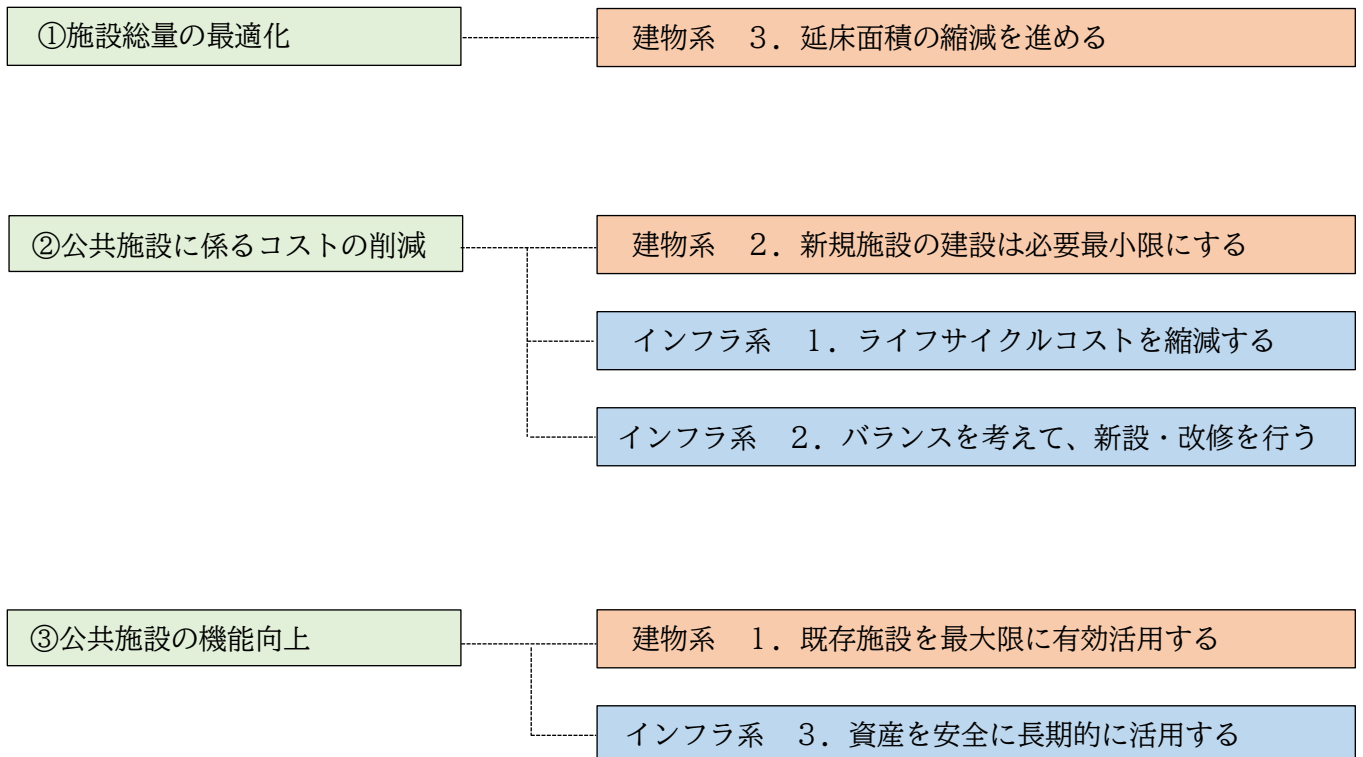 ①施設総量の最適化
建物系　３．延床面積の縮減を進める
②公共施設に係るコストの削減
建物系　２．新規施設の建設は必要最小限にする
インフラ系　１．ライフサイクルコストを縮減する
インフラ系　２．バランスを考えて、新設・改修を行う
③公共施設の機能向上
建物系　１．既存施設を最大限に有効活用する
インフラ系　３．資産を安全に長期的に活用する